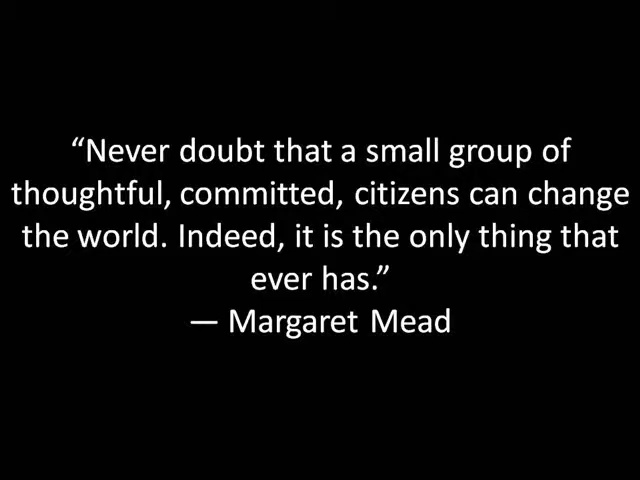 “Never doubt that a small group of
thoughtful, committed, citizens can change
the world. Indeed, it is the only thing that
ever has.”
— Margaret Mead